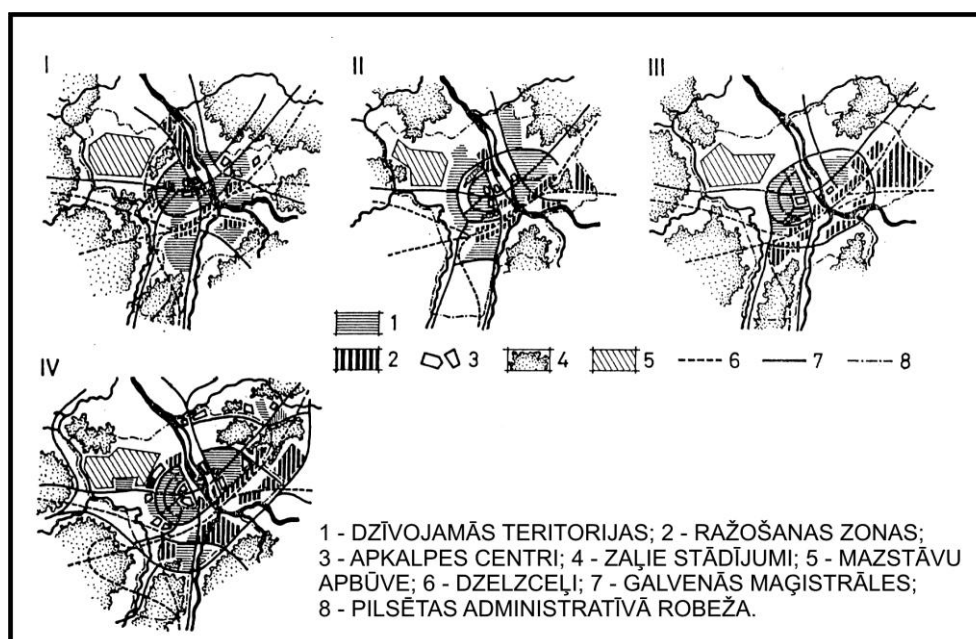 I
II
III
1
2 3 4 5 6 7 8
IV
1 - DZĪVOJAMĀS TERITORIJAS; 2 - RAŽOŠANAS ZONAS;
3 - APKALPES CENTRI; 4 - ZAĻIE STĀDĪJUMI; 5 - MAZSTĀVU
APBŪVE; 6 - DZELZCEĻI; 7 - GALVENĀS MAĢISTRĀLES;
8 - PILSĒTAS ADMINISTRATĪVĀ ROBEŽA.